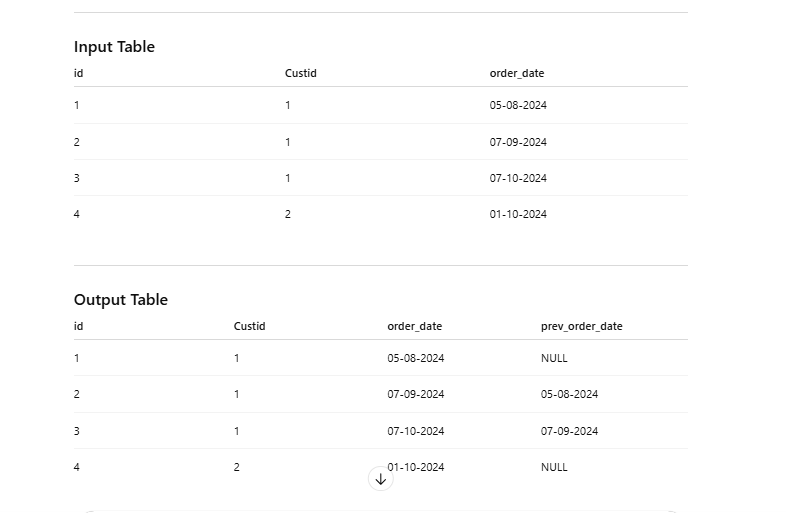 Input Table
id Custid order_date
1 1 05-08-2024
2 1 07-09-2024
3 1 07-10-2024
4 2 01-10-2024
Output Table
id Custid order_date prev_order_date
1 1 05-08-2024 NULL
2 1 07-09-2024 05-08-2024
3 1 07-10-2024 07-09-2024
4 2 01-10-2024 NULL